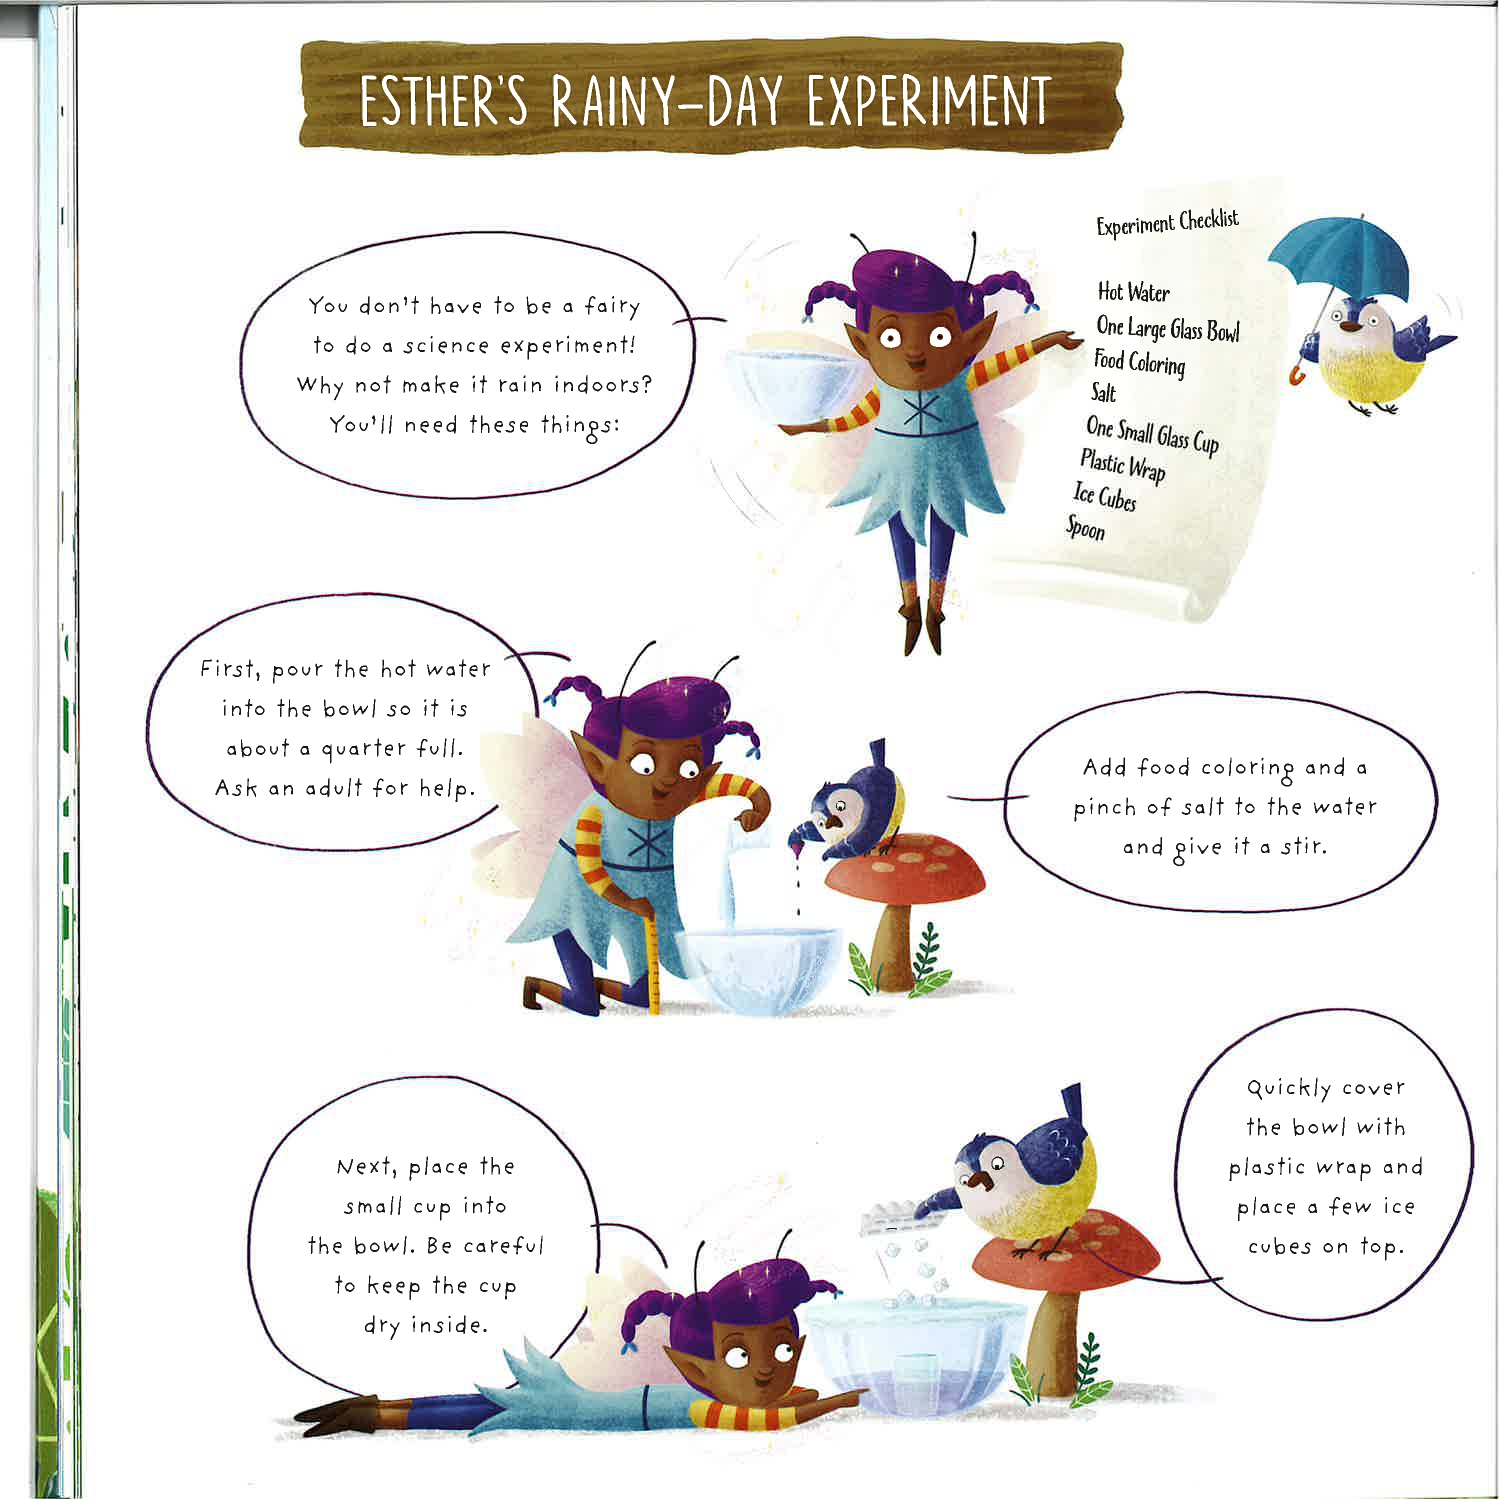 ESTHER'S RAINY-DAY EXPERIMENT
You don't have to be a fairy
to do a science experiment!
Why not make it rain indoors?
You'll need these things:
Experiment Checklist
Hot Water
One Large Glass Bowl
Food Coloring
Salt
One Small Glass Cup
Plastic Wrap
Ice Cubes
Spoon
First, pour the hot water
into the bowl so it is
about a quarter full.
Ask an adult for help.
Add food coloring and a
pinch of salt to the water
and give it a stir.
Next, place the
small cup into
the bowl. Be careful
to keep the cup
dry inside.
Quickly cover
the bowl with
plastic wrap and
place a few ice
cubes on top.